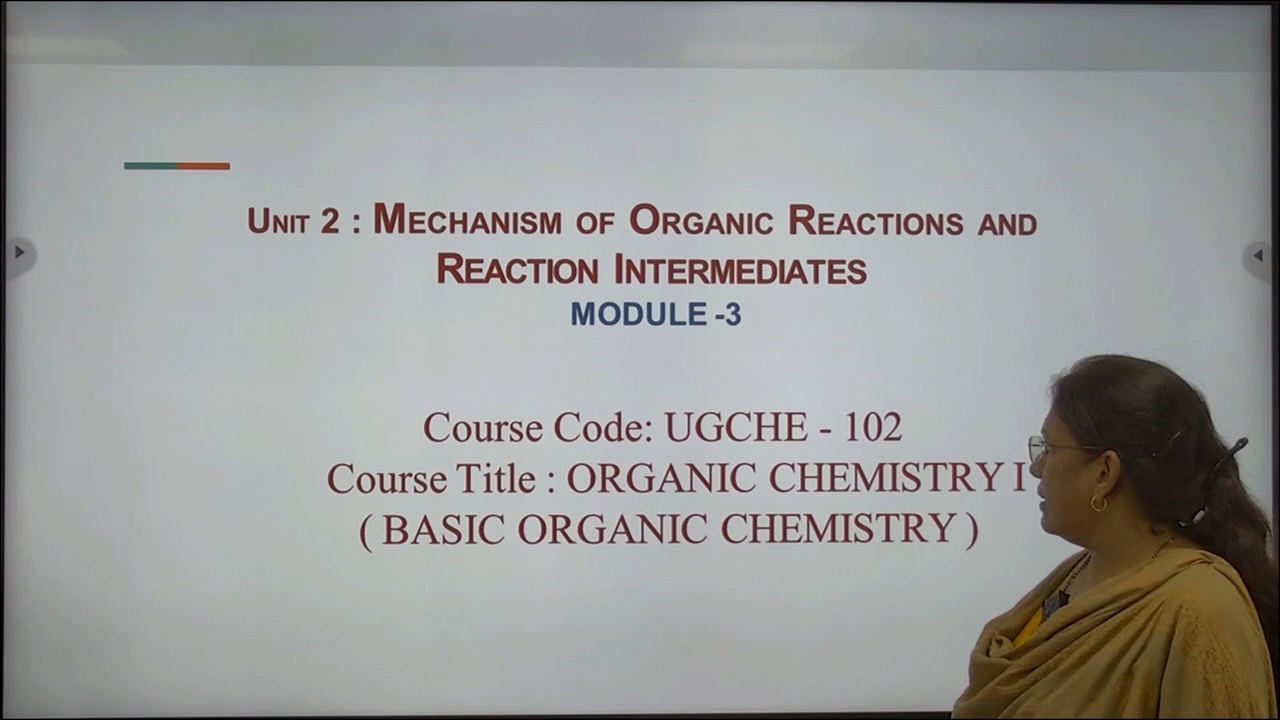 UNIT 2 : MECHANISM OF ORGANIC REACTIONS AND
REACTION INTERMEDIATES
MODULE -3
Course Code: UGCHE - 102
Course Title : ORGANIC CHEMISTRY I
( BASIC ORGANIC CHEMISTRY )